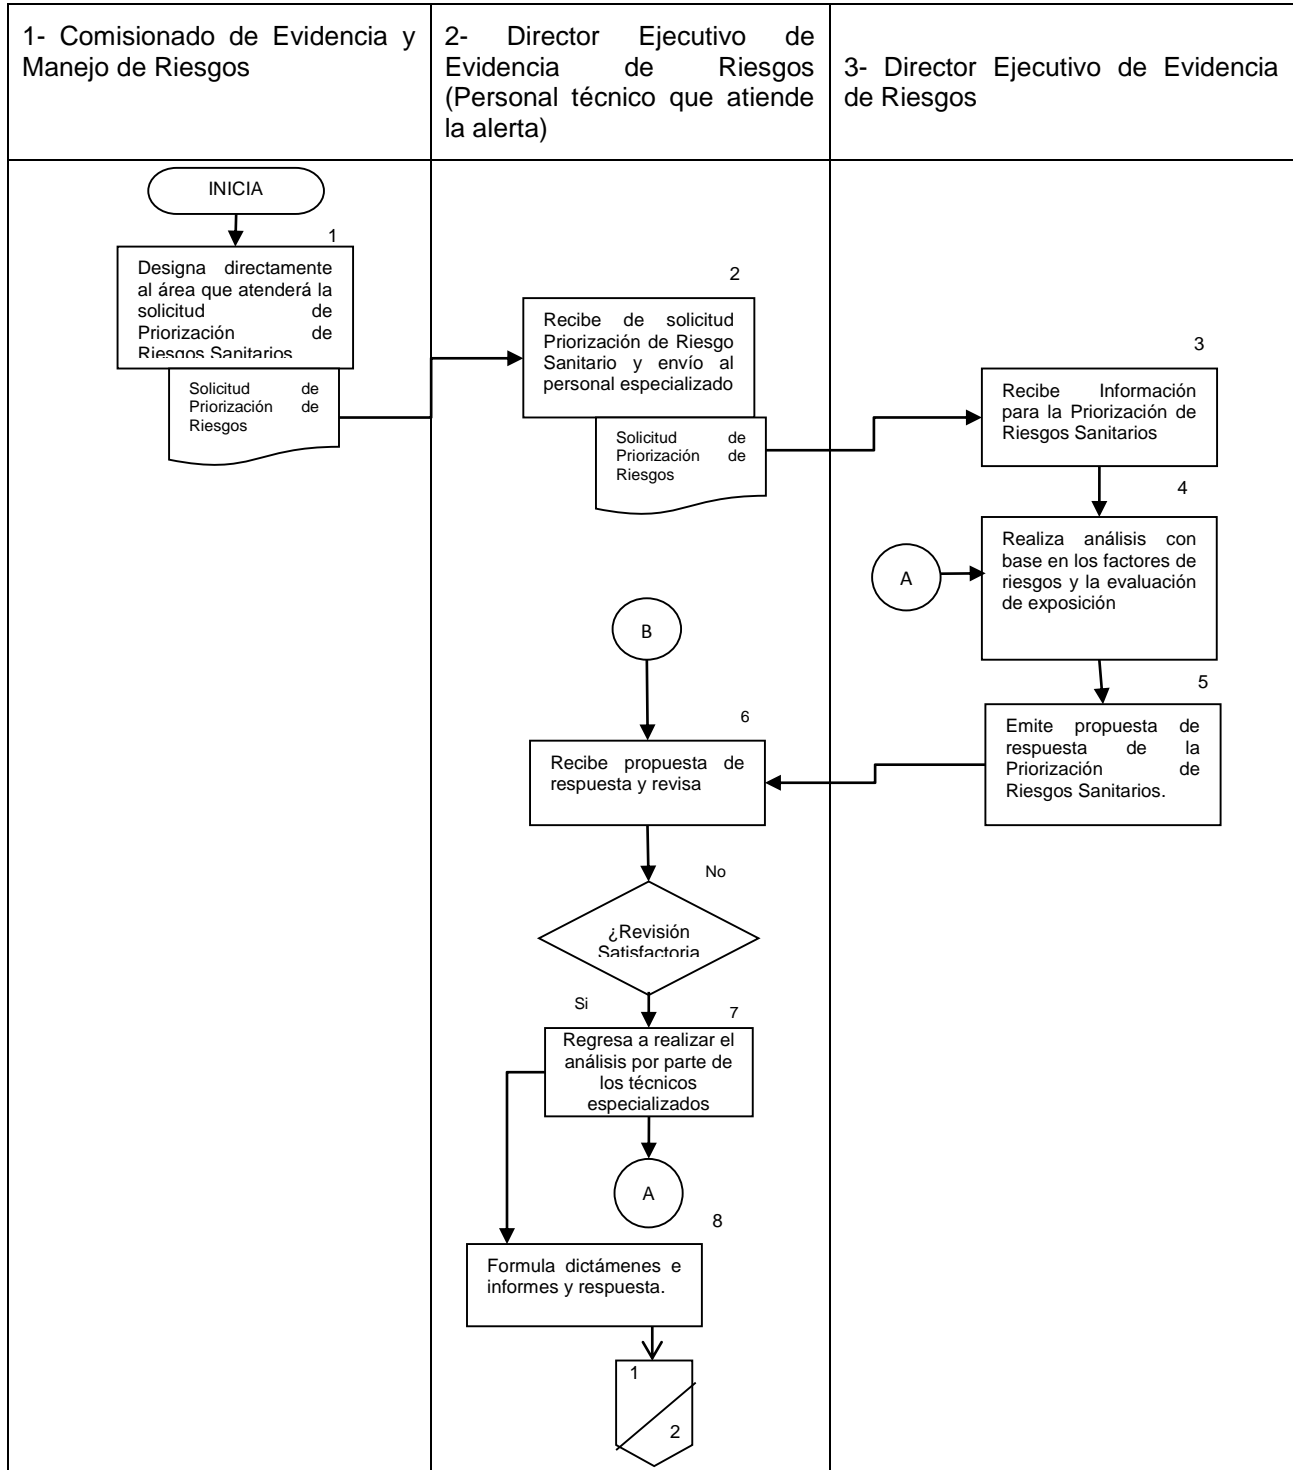 1- Comisionado de Evidencia y
Manejo de Riesgos
2- Director Ejecutivo de
Evidencia de Riesgos
(Personal técnico que atiende
la alerta)
3- Director Ejecutivo de Evidencia
de Riesgos
INICIA
1
Designa directamente
al área que atenderá la
solicitud de
Priorización de
Riesgos Sanitarios
Solicitud de
Priorización de
Riesgos
2
Recibe de solicitud
Priorización de Riesgo
Sanitario y envío al
personal especializado
Solicitud de
Priorización de
Riesgos
3
Recibe Información
para la Priorización de
Riesgos Sanitarios
4
Realiza análisis con
base en los factores de
riesgos y la evaluación
de exposición
A
5
Emite propuesta de
respuesta de la
Priorización de
Riesgos Sanitarios.
B
6
Recibe propuesta de
respuesta y revisa
No
¿Revisión
Satisfactoria
Si
7
Regresa a realizar el
análisis por parte de
los técnicos
especializados
A
8
Formula dictámenes e
informes y respuesta.
1
2